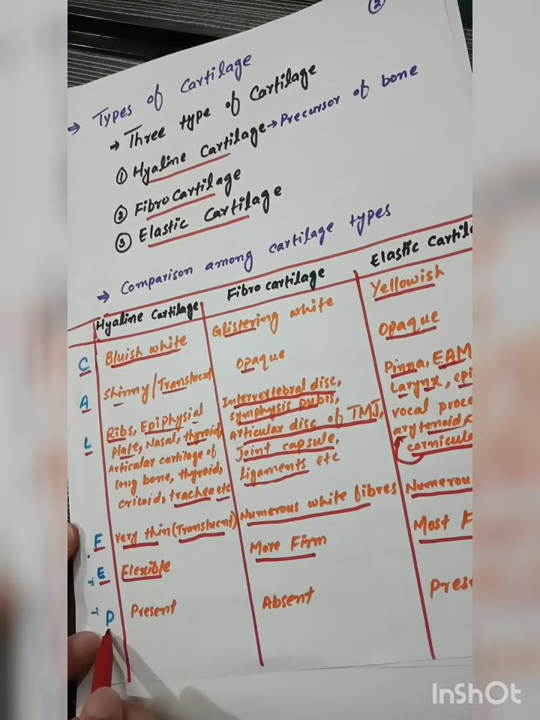 ②
→ Types of Cartilage
→ Three type of Cartilage
① Hyaline Cartilage → Precursor of bone
② Fibro Cartilage
③ Elastic Cartilage
→ Comparison among cartilage types
Hyaline Cartilage Fibro cartilage Elastic Cartil
C Bluish white Glistering white Yellowish
A Shinny/Translucent Opaque Opaque
L Ribs, Epiphysial
plate, Nasal, thyroid
Articular cartilage of
long bone, thyroid,
cricoid, trachea etc
Intervertebral disc,
symphysis pubis,
Articular disc of TMJ,
Joint capsule,
ligaments etc
Pinna, EAM
Larynx, epi
vocal proce
arytenoid
cornicula
F Very thin (Translucent) Numerous white fibres Numerou
E Flexible More Firm Most F
P Present Absent Pres
InShOt